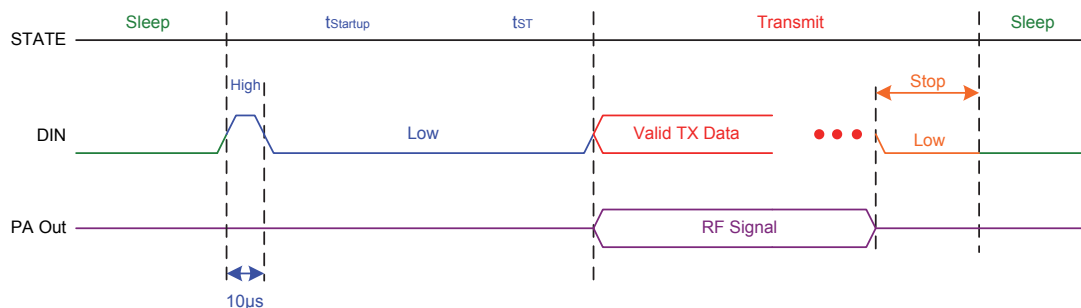 Sleep tStartup tST Transmit Sleep
STATE
High Stop
DIN Low Valid TX Data Low
PA Out RF Signal
10µs